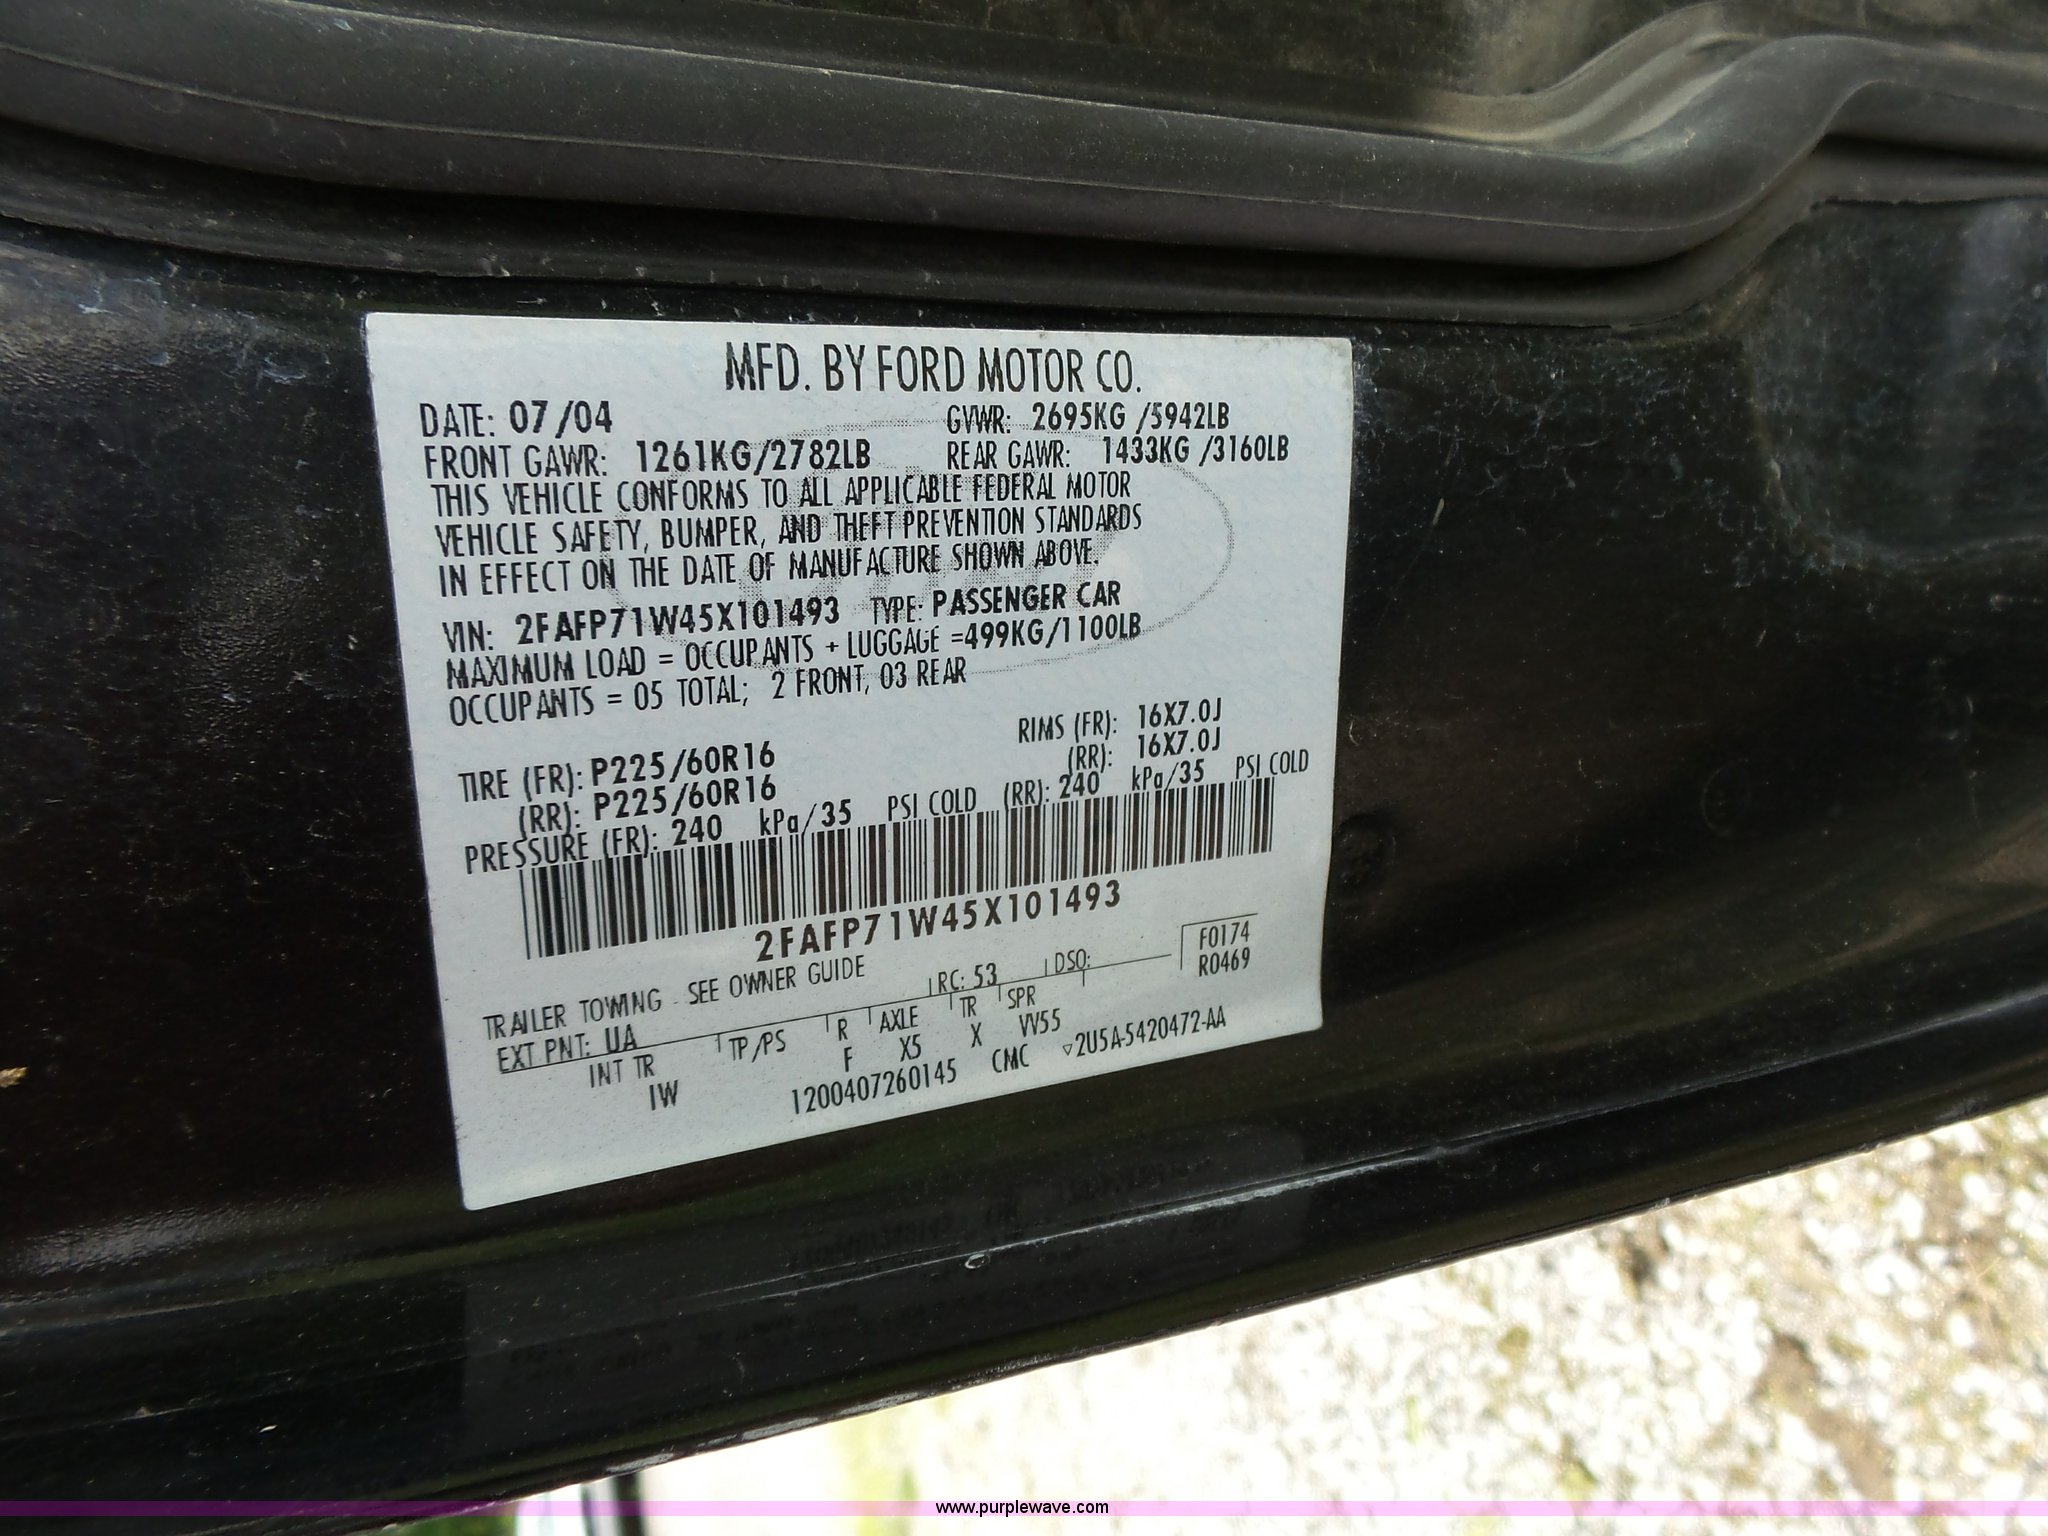 MFD. BY FORD MOTOR CO.
DATE: 07/04 GVWR: 2695KG /5942LB
FRONT GAWR: 1261KG/2782LB REAR GAWR: 1433KG /3160LB
THIS VEHICLE CONFORMS TO ALL APPLICABLE FEDERAL MOTOR
VEHICLE SAFETY, BUMPER, AND THEFT PREVENTION STANDARDS
IN EFFECT ON THE DATE OF MANUFACTURE SHOWN ABOVE.
VIN: 2FAFP71W45X101493 TYPE: PASSENGER CAR
MAXIMUM LOAD = OCCUPANTS + LUGGAGE =499KG/1100LB
OCCUPANTS = 05 TOTAL; 2 FRONT, 03 REAR
TIRE (FR): P225/60R16 RIMS (FR): 16X7.0J
(RR): P225/60R16 (RR): 16X7.0J
PRESSURE (FR): 240 kPa/35 PSI COLD (RR): 240 kPa/35 PSI COLD
2FAFP71W45X101493
TRAILER TOWING - SEE OWNER GUIDE
EXT PNT: UA RC: 53 DSO: F0174
R0469
INT TR TP/PS R AXLE TR SPR
IW F X5 X VV55
1200407260145 CMC ▽2U5A-5420472-AA
www.purplewave.com